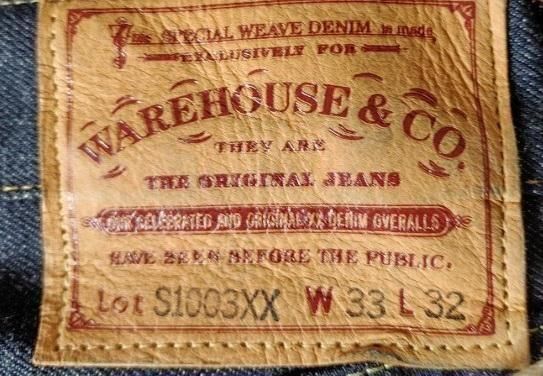 This SPECIAL WEAVE DENIM is made,
EXCLUSIVELY FOR
WAREHOUSE & CO.
THEY ARE
THE ORIGINAL JEANS
OUR CELEBRATED AND ORIGINAL XX DENIM OVERALLS
HAVE BEEN BEFORE THE PUBLIC.
Lot S1003XX W 33 L 32